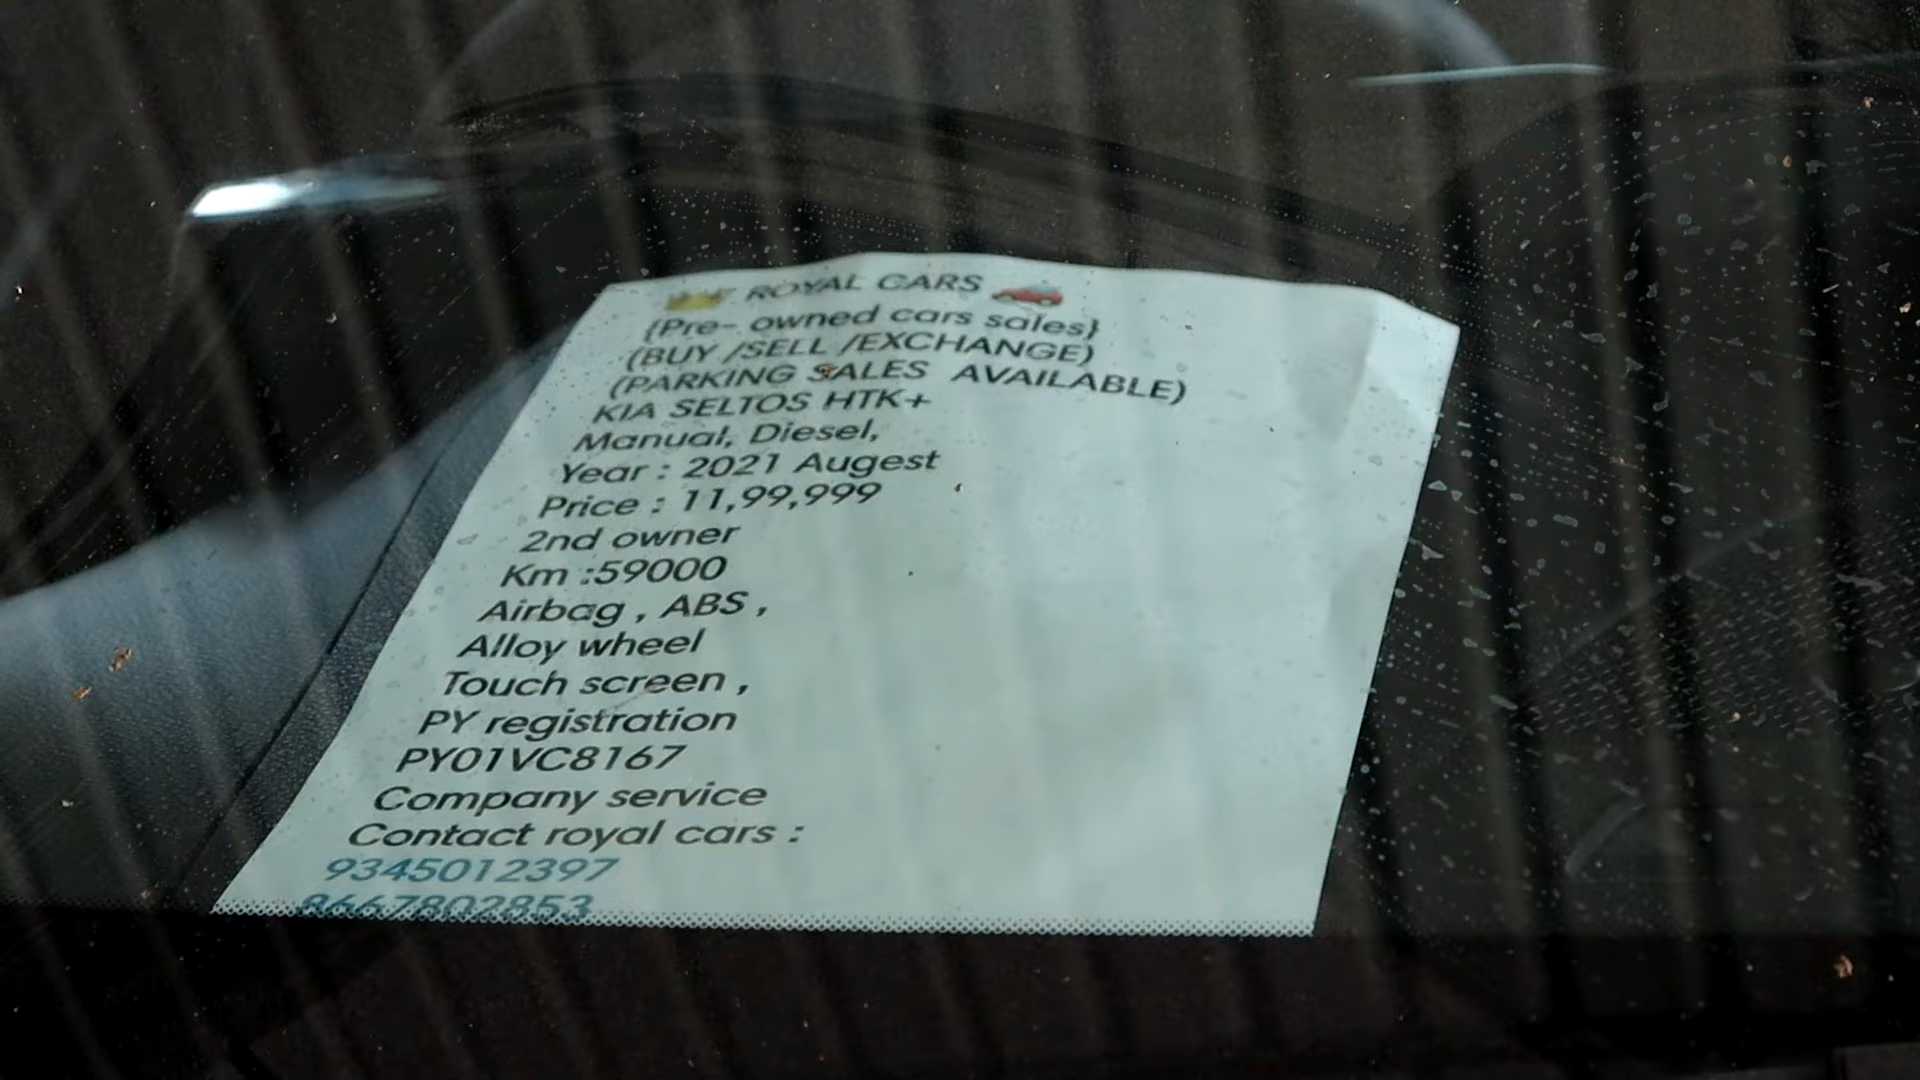 ROYAL CARS
{Pre- owned cars sales}
(BUY /SELL /EXCHANGE)
(PARKING SALES AVAILABLE)
KIA SELTOS HTK+
Manual, Diesel,
Year : 2021 Augest
Price : 11,99,999
2nd owner
Km :59000
Airbag , ABS ,
Alloy wheel
Touch screen ,
PY registration
PY01VC8167
Company service
Contact royal cars :
9345012397
8667802853